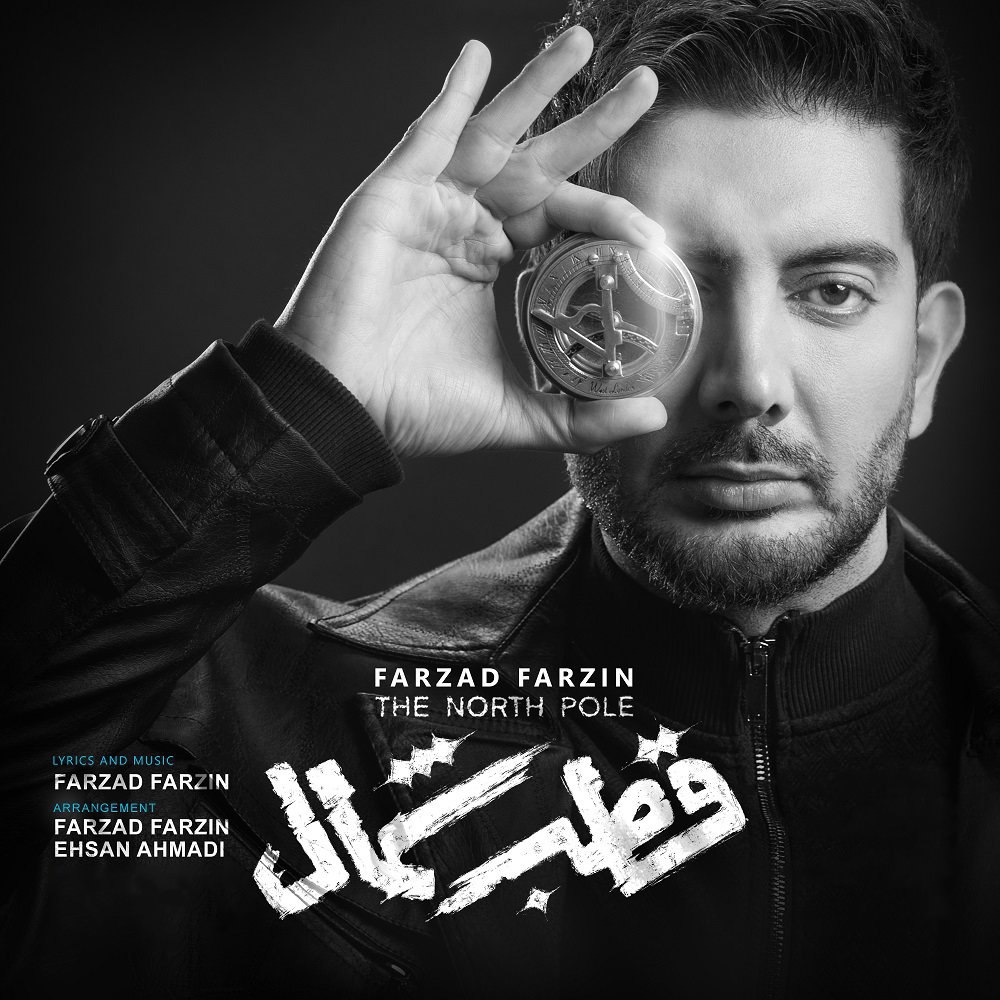 FARZAD FARZIN
THE NORTH POLE
قطب شمال
LYRICS AND MUSIC
FARZAD FARZIN
ARRANGEMENT
FARZAD FARZIN
EHSAN AHMADI